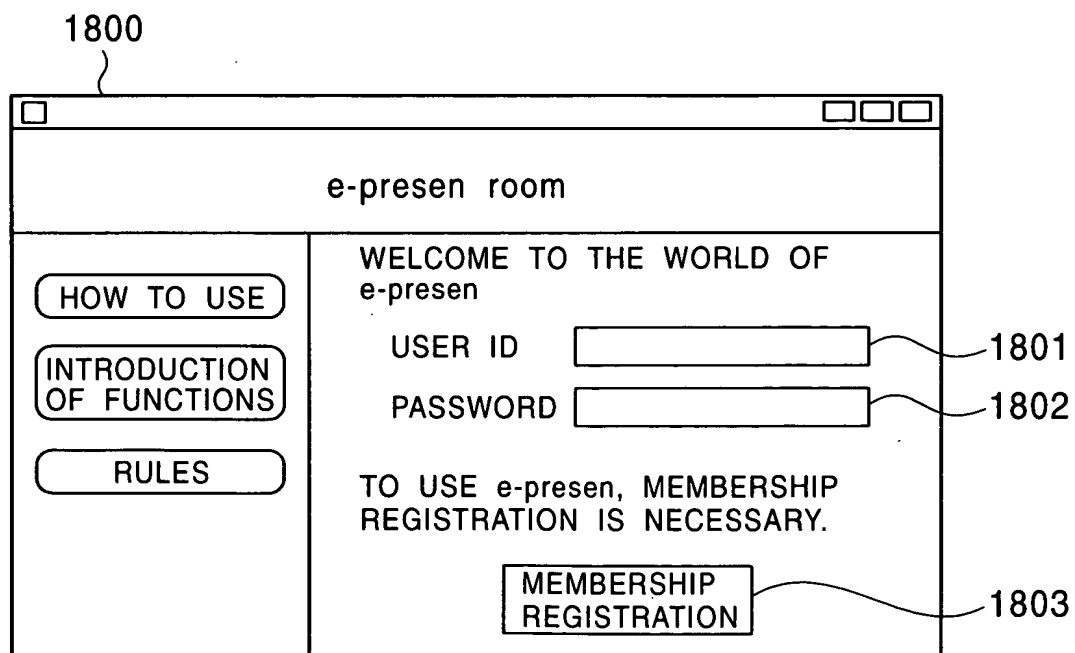 1800
e-presen room
HOW TO USE
INTRODUCTION
OF FUNCTIONS
RULES
WELCOME TO THE WORLD OF
e-presen
USER ID
1801
PASSWORD
1802
TO USE e-presen, MEMBERSHIP
REGISTRATION IS NECESSARY.
MEMBERSHIP
REGISTRATION
1803